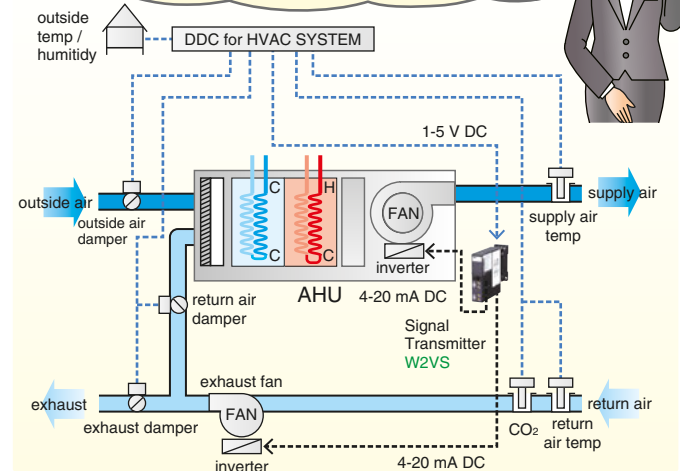 outside
temp /
humitidy
DDC for HVAC SYSTEM
1-5 V DC
outside air
outside air
damper
C
H
C
C
FAN
inverter
AHU
supply air
supply air
temp
4-20 mA DC
Signal
Transmitter
W2VS
return air
damper
exhaust
exhaust damper
exhaust fan
FAN
inverter
4-20 mA DC
CO₂
return
air temp
return air